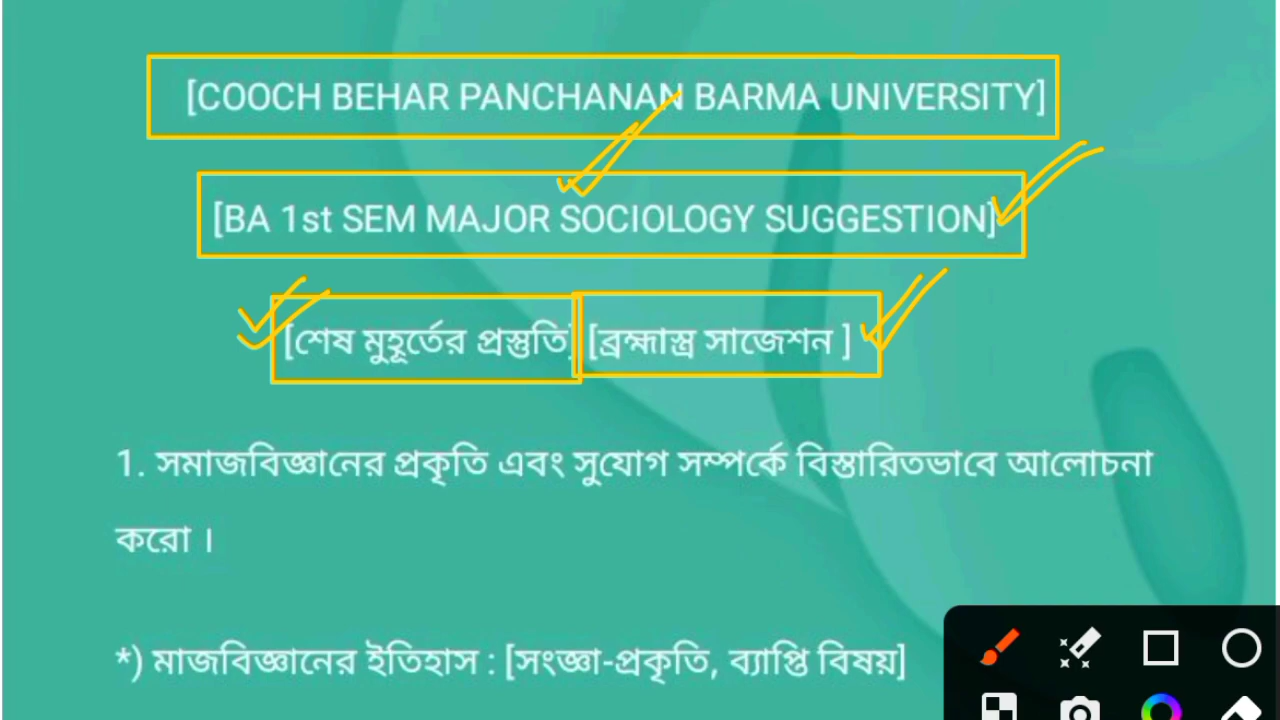 [COOCH BEHAR PANCHANAN BARMA UNIVERSITY]
[BA 1st SEM MAJOR SOCIOLOGY SUGGESTION]
[শেষ মুহূর্তের প্রস্তুতি] [ব্রহ্মাস্ত্র সাজেশন ]
1. সমাজবিজ্ঞানের প্রকৃতি এবং সুযোগ সম্পর্কে বিস্তারিতভাবে আলোচনা
করো ।
*) মাজবিজ্ঞানের ইতিহাস : [সংজ্ঞা-প্রকৃতি, ব্যাপ্তি বিষয়]